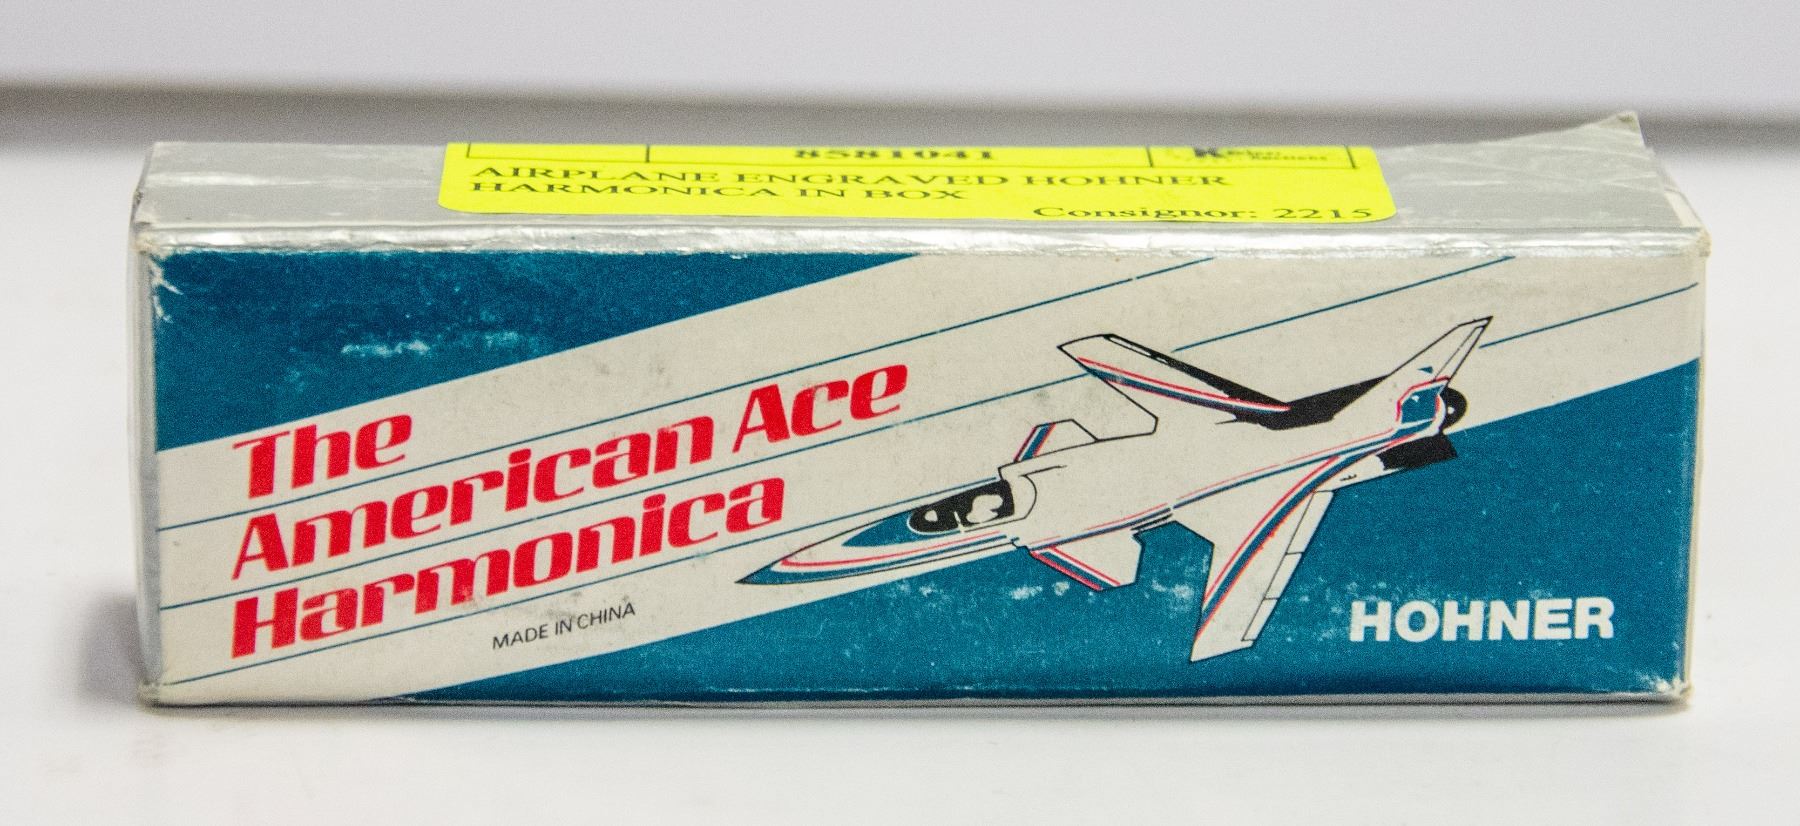 8581041
AIRPLANE ENGRAVED HOHNER
HARMONICA IN BOX
Consignor: 2215
The
American Ace
Harmonica
MADE IN CHINA
HOHNER